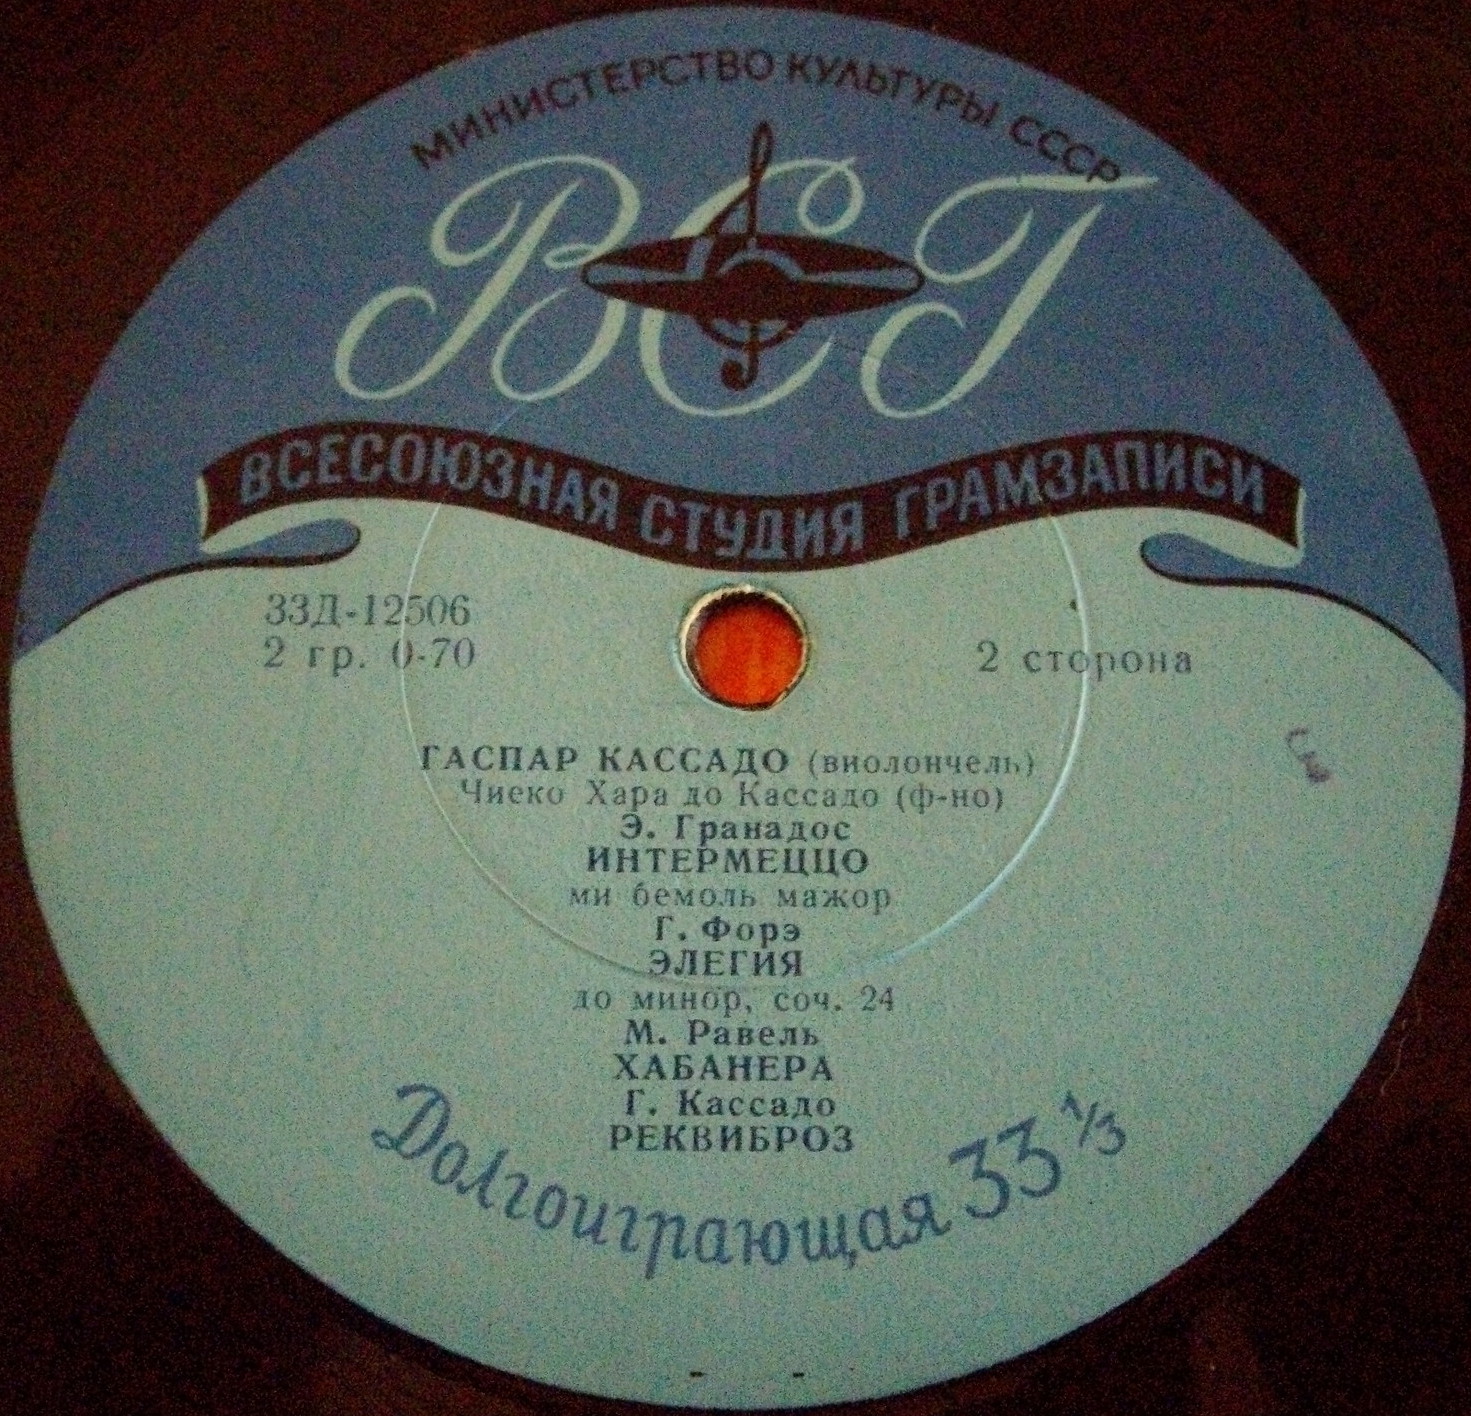 МИНИСТЕРСТВО КУЛЬТУРЫ СССР
ВСГ
ВСЕСОЮЗНАЯ СТУДИЯ ГРАМЗАПИСИ
33Д-12506
2 гр. 0-70
2 сторона
ГАСПАР КАССАДО (виолончель)
Чиеко Хара до Кассадо (ф-но)
Э. Гранадос
ИНТЕРМЕЦЦО
ми бемоль мажор
Г. Форэ
ЭЛЕГИЯ
до минор, соч. 24
М. Равель
ХАБАНЕРА
Г. Кассадо
РЕКВИБРОЗ
Долгоиграющая 33 1/3